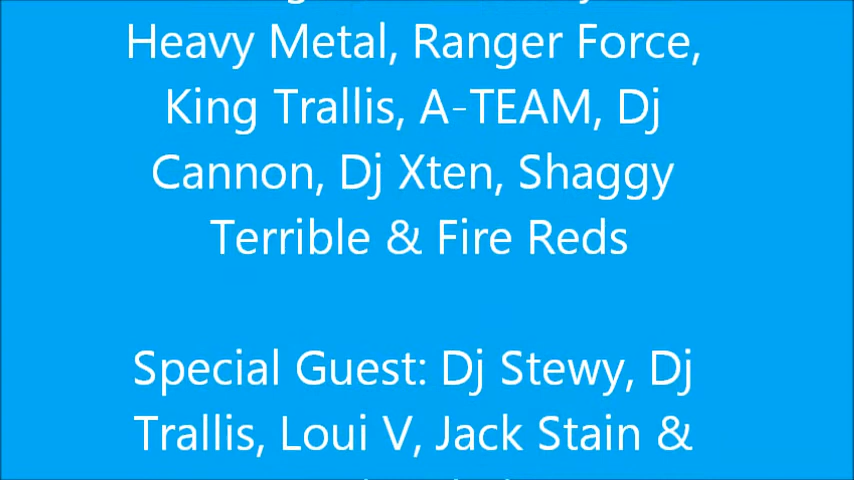 Heavy Metal, Ranger Force,
King Trallis, A-TEAM, Dj
Cannon, Dj Xten, Shaggy
Terrible & Fire Reds
Special Guest: Dj Stewy, Dj
Trallis, Loui V, Jack Stain &